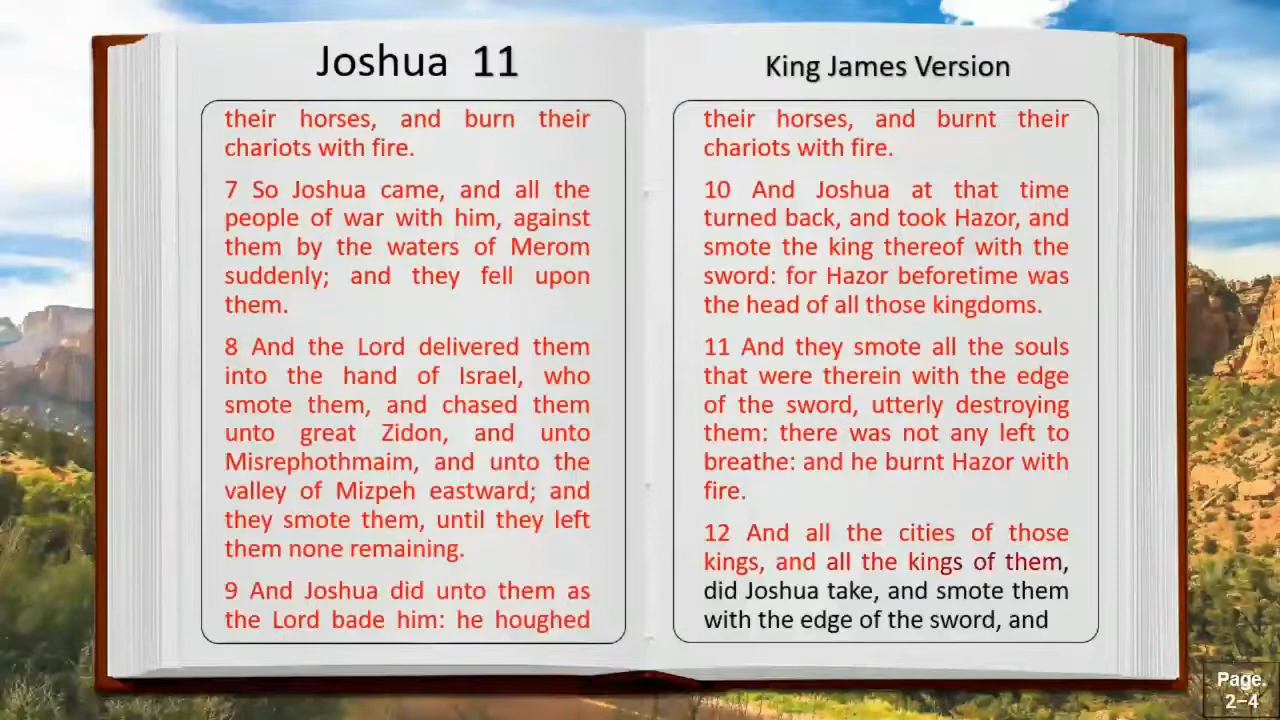 Joshua 11
their horses, and burn their
chariots with fire.
7 So Joshua came, and all the
people of war with him, against
them by the waters of Merom
suddenly; and they fell upon
them.
8 And the Lord delivered them
into the hand of Israel, who
smote them, and chased them
unto great Zidon, and unto
Misrephothmaim, and unto the
valley of Mizpeh eastward; and
they smote them, until they left
them none remaining.
9 And Joshua did unto them as
the Lord bade him: he houghed
King James Version
their horses, and burnt their
chariots with fire.
10 And Joshua at that time
turned back, and took Hazor, and
smote the king thereof with the
sword: for Hazor beforetime was
the head of all those kingdoms.
11 And they smote all the souls
that were therein with the edge
of the sword, utterly destroying
them: there was not any left to
breathe: and he burnt Hazor with
fire.
12 And all the cities of those
kings, and all the kings of them,
did Joshua take, and smote them
with the edge of the sword, and
Page.
2-4